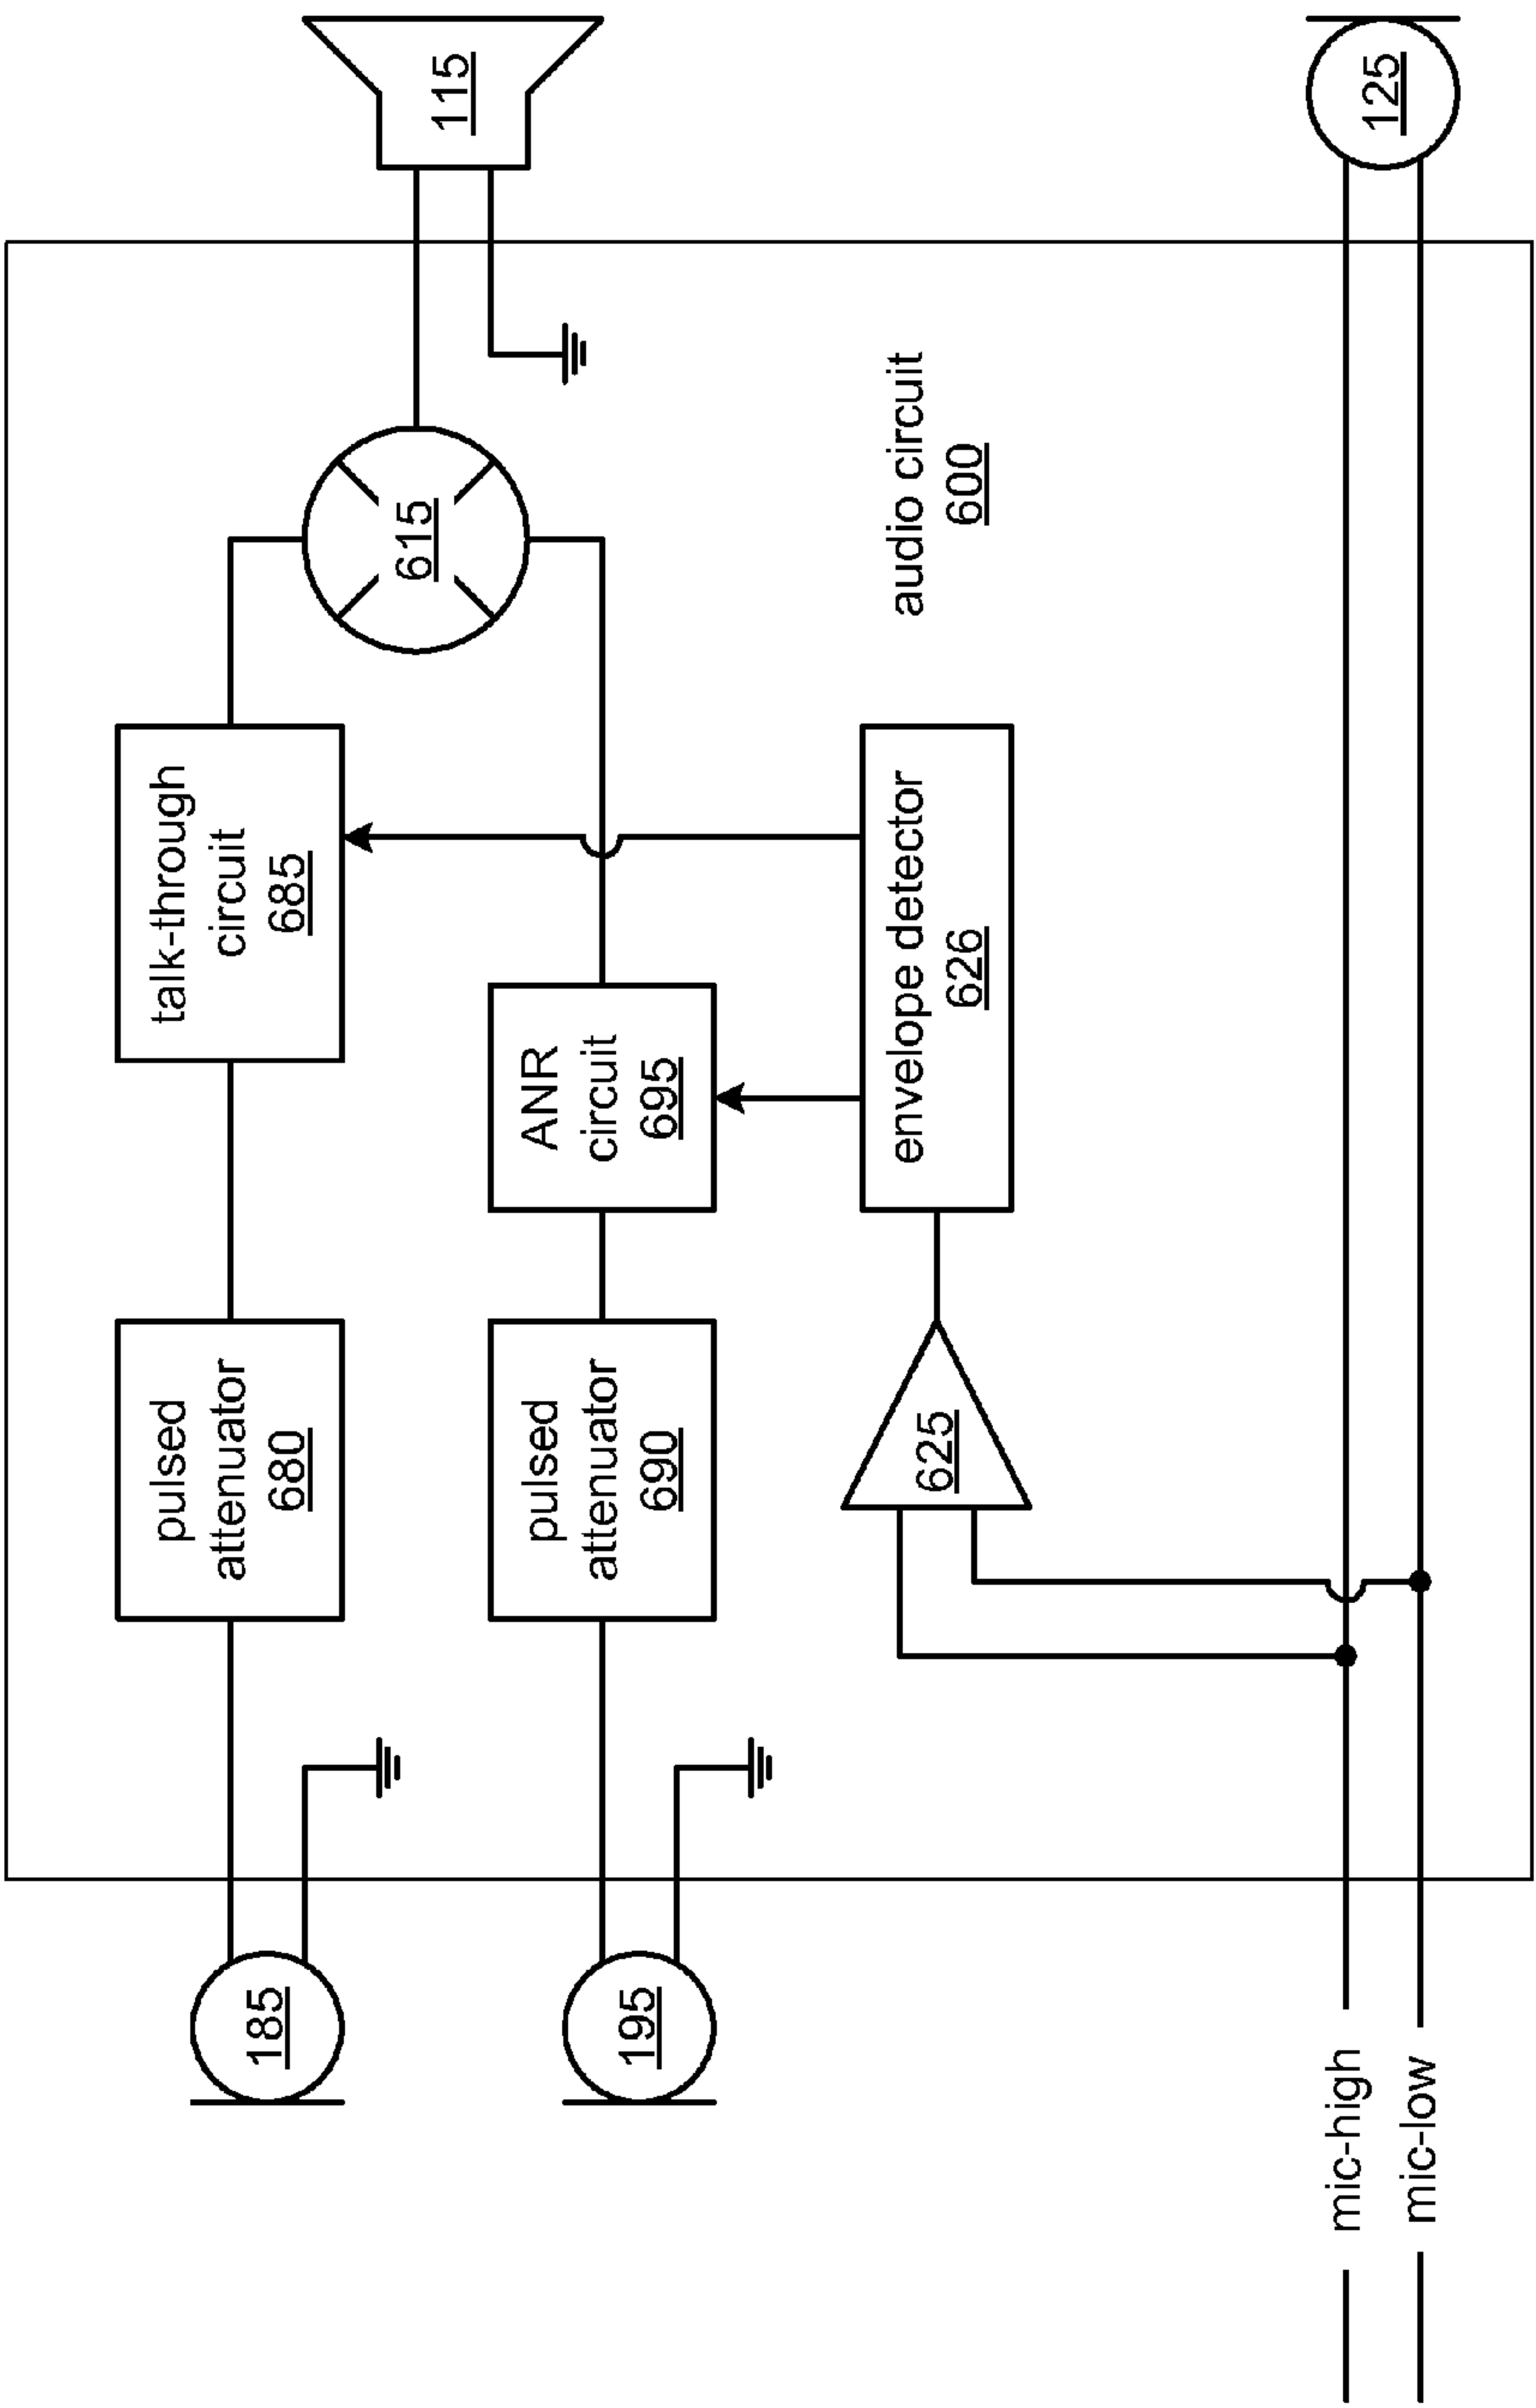 185
pulsed
attenuator
680
talk-through
circuit
685
615
115
195
pulsed
attenuator
690
ANR
circuit
695
625
envelope detector
626
audio circuit
600
mic-high
mic-low
125